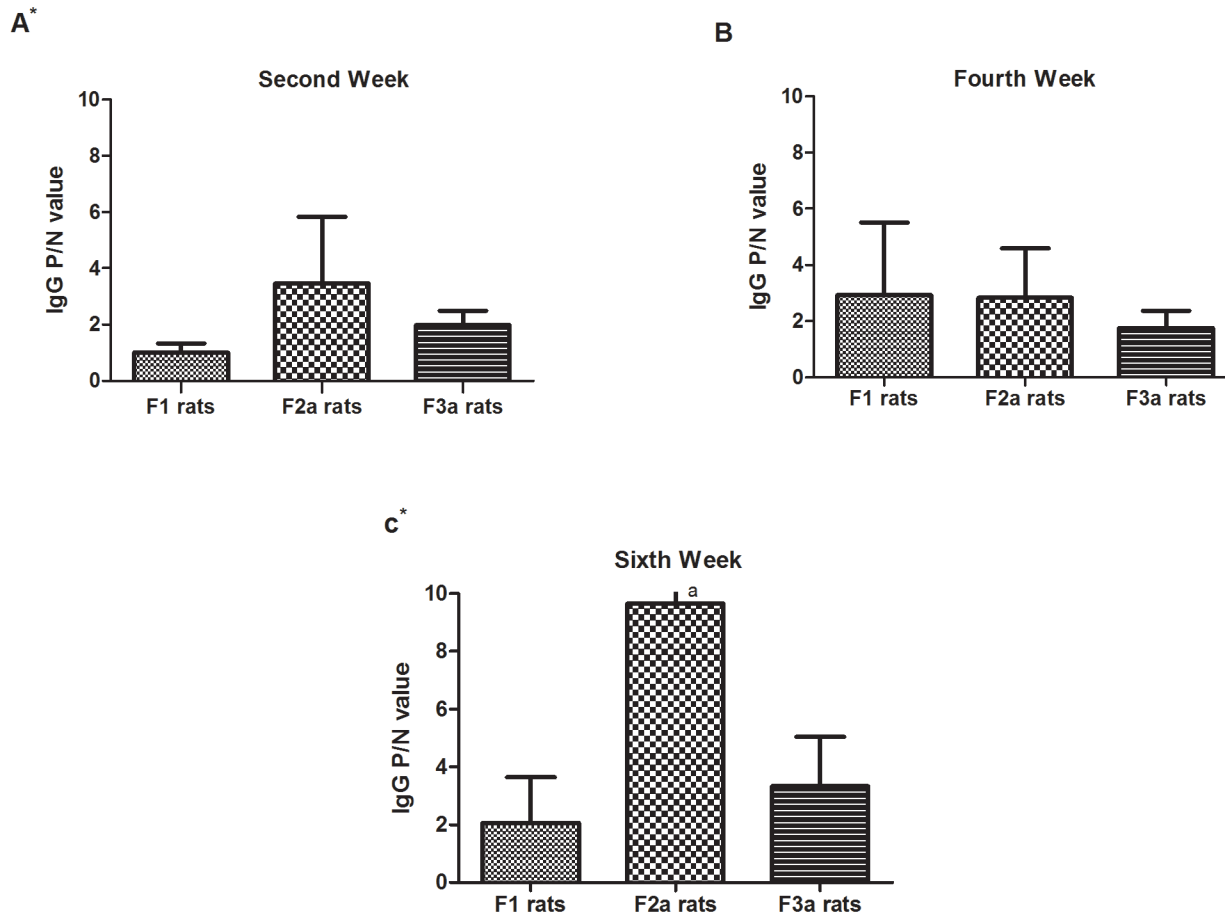 A*
Second Week
IgG P/N value
10
8
6
4
2
0
F1 rats F2a rats F3a rats
B
Fourth Week
IgG P/N value
10
8
6
4
2
0
F1 rats F2a rats F3a rats
c*
Sixth Week
IgG P/N value
10
8
6
4
2
0
a
F1 rats F2a rats F3a rats